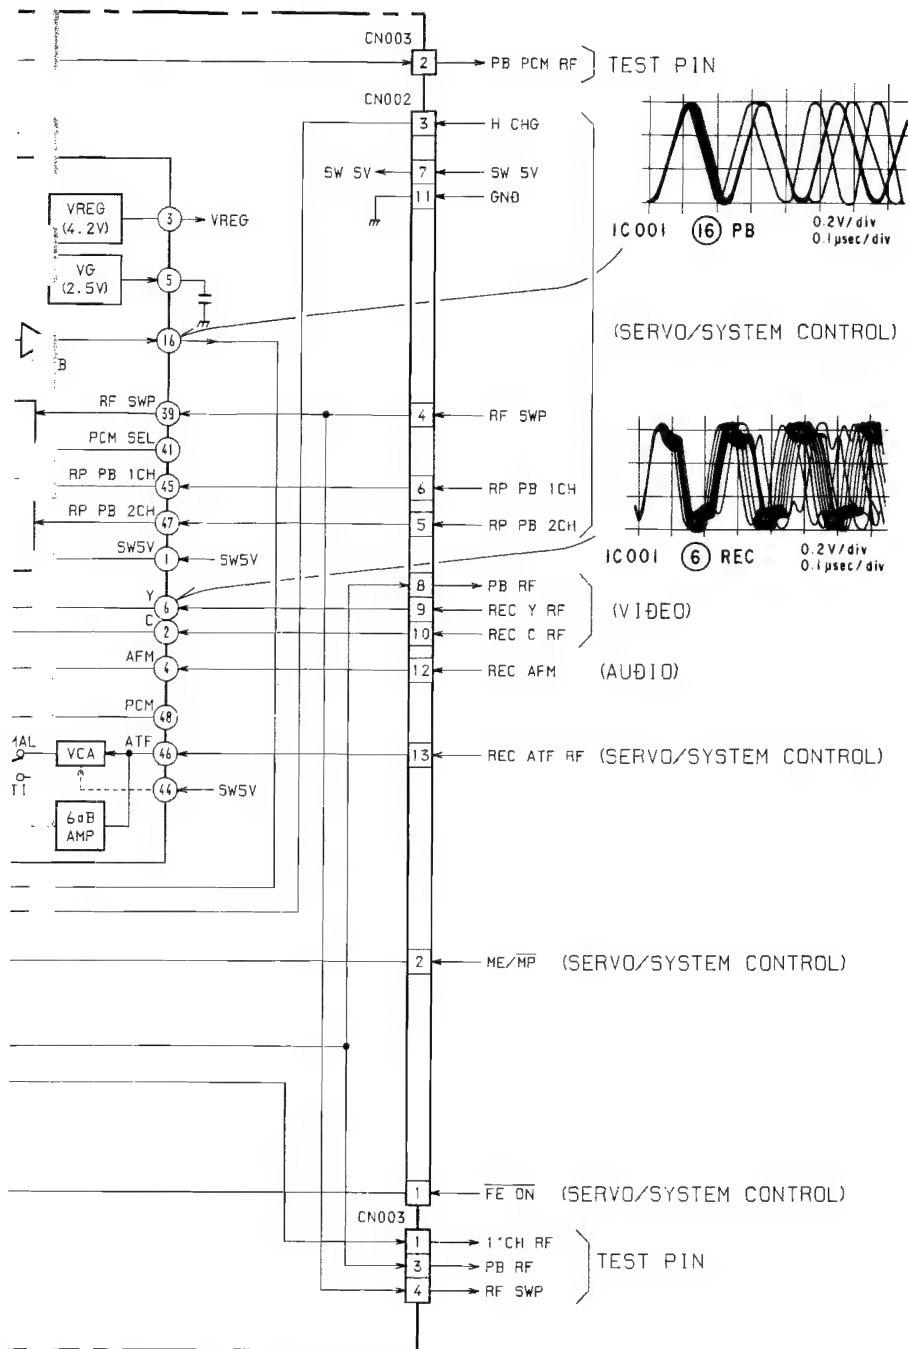 CN003
2 PB PCM RF TEST PIN
CN002
3 H CHG
SW 5V 7 SW 5V
11 GND
VREG
(4.2V) 3 VREG
IC001 16 PB 0.2V/div
0.1μsec/div
VG
(2.5V) 5
16
B
(SERVO/SYSTEM CONTROL)
RF SWP 39 4 RF SWP
PCM SEL 41
RP PB 1CH 45 6 RP PB 1CH
RP PB 2CH 47 5 RP PB 2CH
SW5V 1 SW5V
IC001 6 REC 0.2V/div
0.1μsec/div
8 PB RF
Y 6 9 REC Y RF (VIDEO)
C 2 10 REC C RF
AFM 4 12 REC AFM (AUDIO)
PCM 48
MAL VCA ATF 46 13 REC ATF RF (SERVO/SYSTEM CONTROL)
TI 44 SW5V
6dB
AMP
2 ME/M̅P̅ (SERVO/SYSTEM CONTROL)
1 F̅E̅ O̅N̅ (SERVO/SYSTEM CONTROL)
CN003
1 1'CH RF
3 PB RF TEST PIN
4 RF SWP